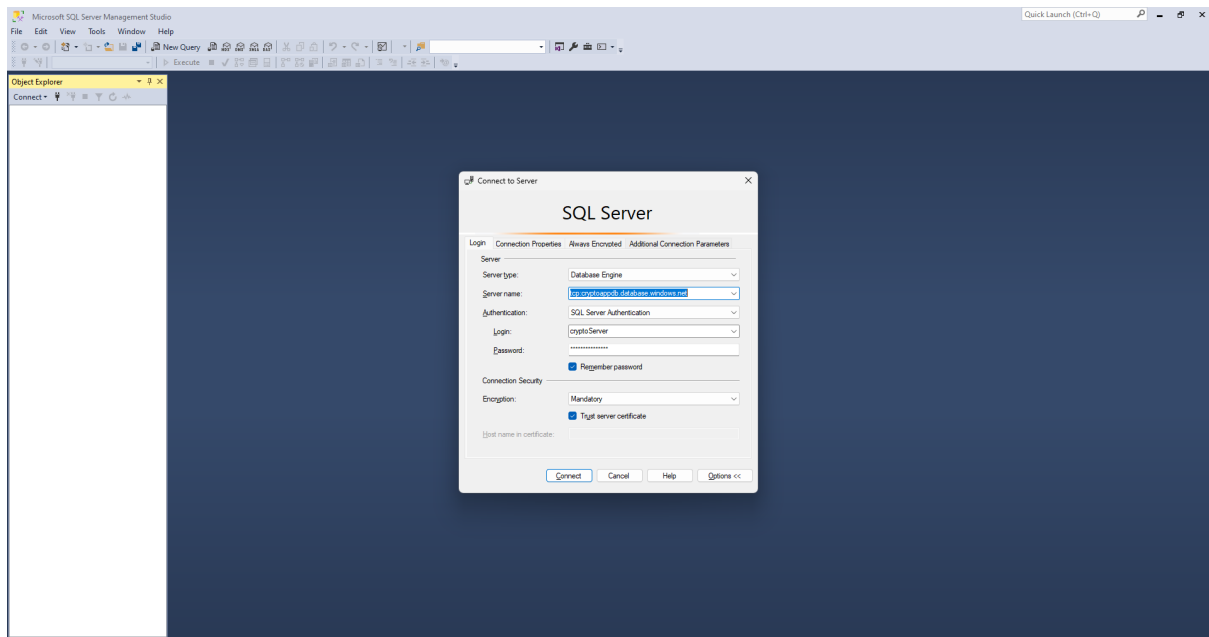 Microsoft SQL Server Management Studio
Quick Launch (Ctrl+Q)
File Edit View Tools Window Help
New Query
Execute
Object Explorer
Connect
Connect to Server
SQL Server
Login Connection Properties Always Encrypted Additional Connection Parameters
Server
Server type: Database Engine
Server name: tcp:cryptoappdb.database.windows.net
Authentication: SQL Server Authentication
Login: cryptoServer
Password: ***************
Remember password
Connection Security
Encryption: Mandatory
Trust server certificate
Host name in certificate:
Connect Cancel Help Options <<